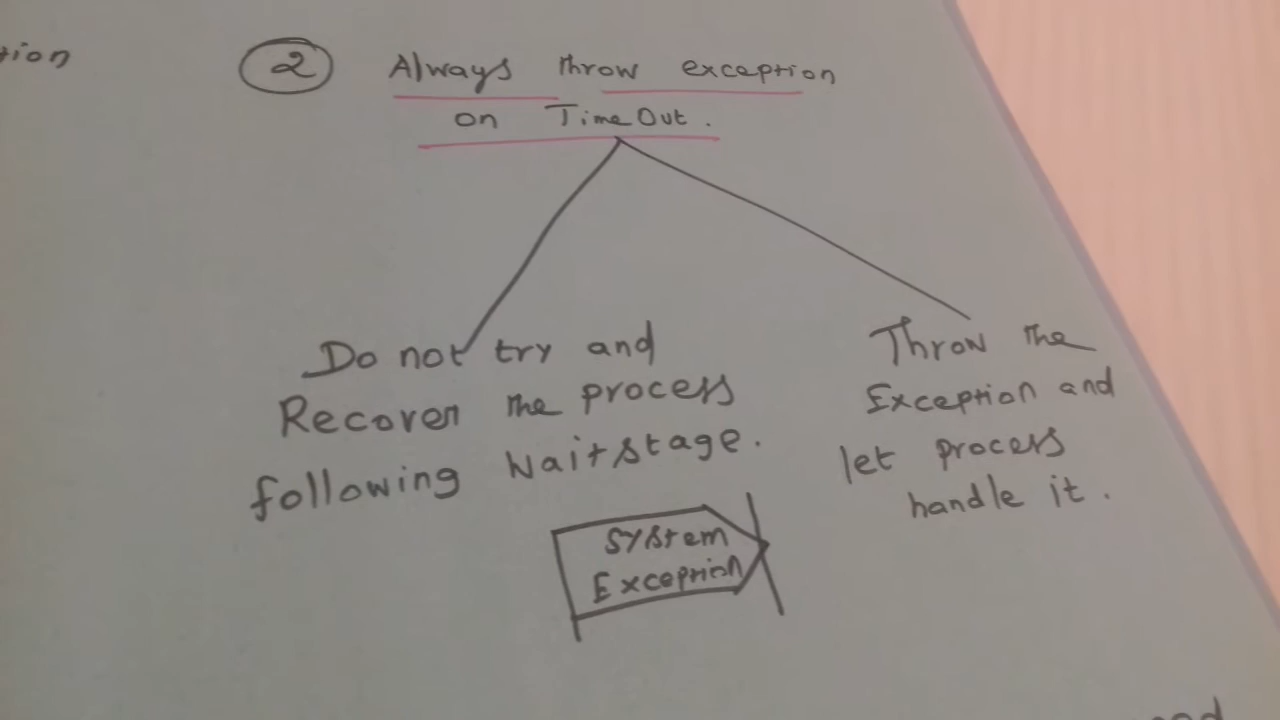 2 Always throw exception
on TimeOut.
Do not try and
Recover the process
following Waitstage.
Throw the
Exception and
let process
handle it.
System
Exception